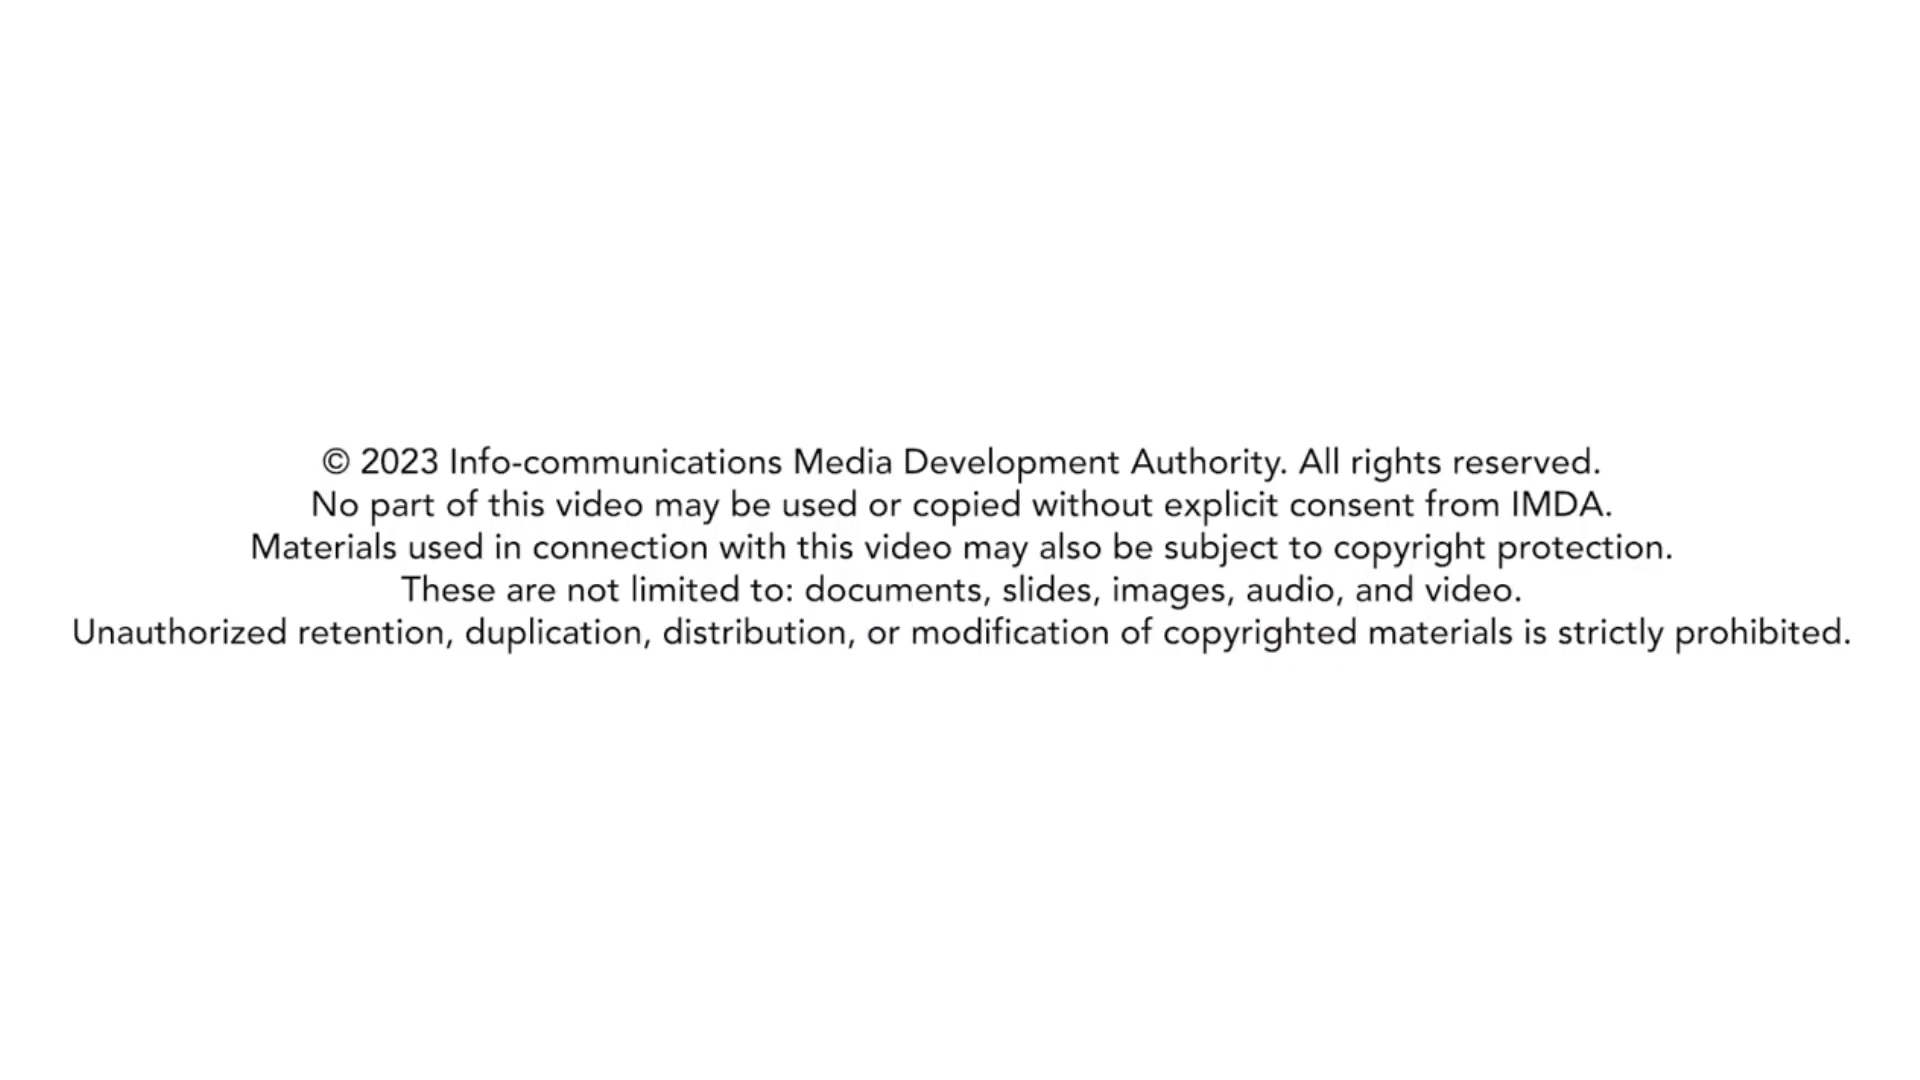 © 2023 Info-communications Media Development Authority. All rights reserved.
No part of this video may be used or copied without explicit consent from IMDA.
Materials used in connection with this video may also be subject to copyright protection.
These are not limited to: documents, slides, images, audio, and video.
Unauthorized retention, duplication, distribution, or modification of copyrighted materials is strictly prohibited.